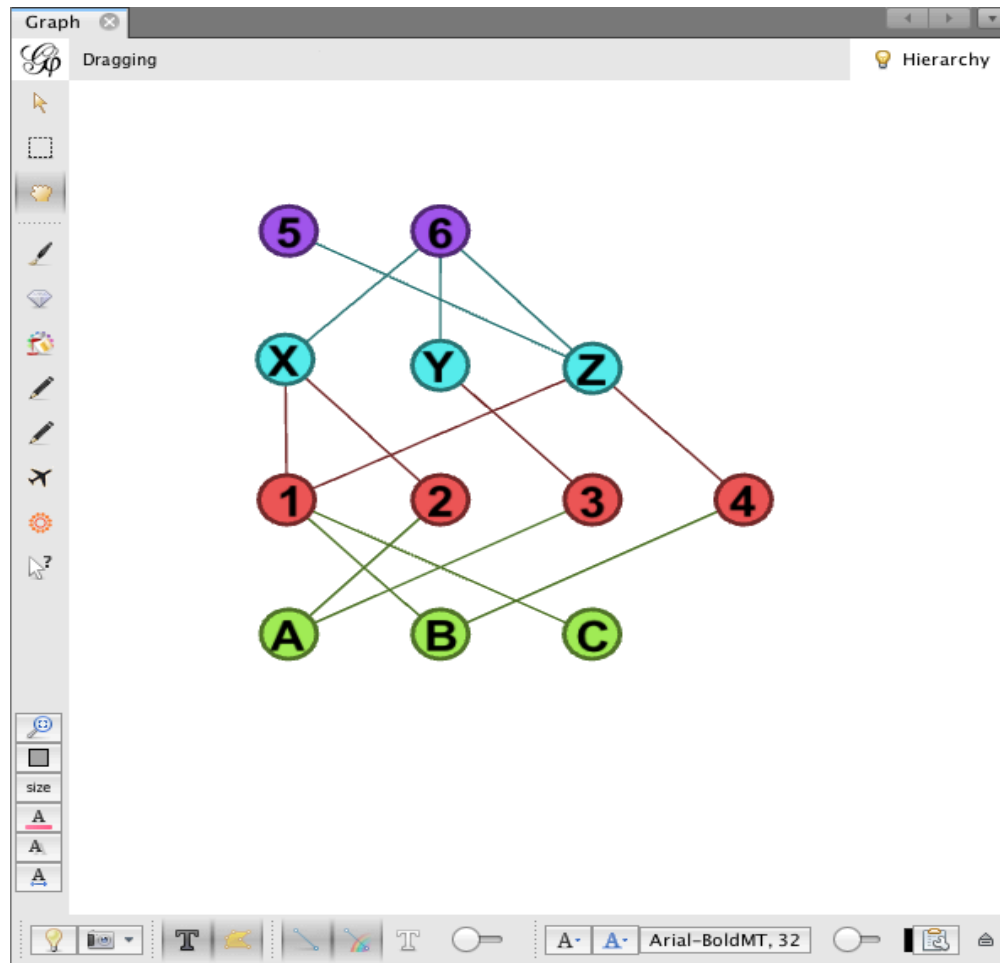 Graph
Dragging
Hierarchy
5 6
X Y Z
1 2 3 4
A B C
size
A
A
A
T T A- A- Arial-BoldMT, 32